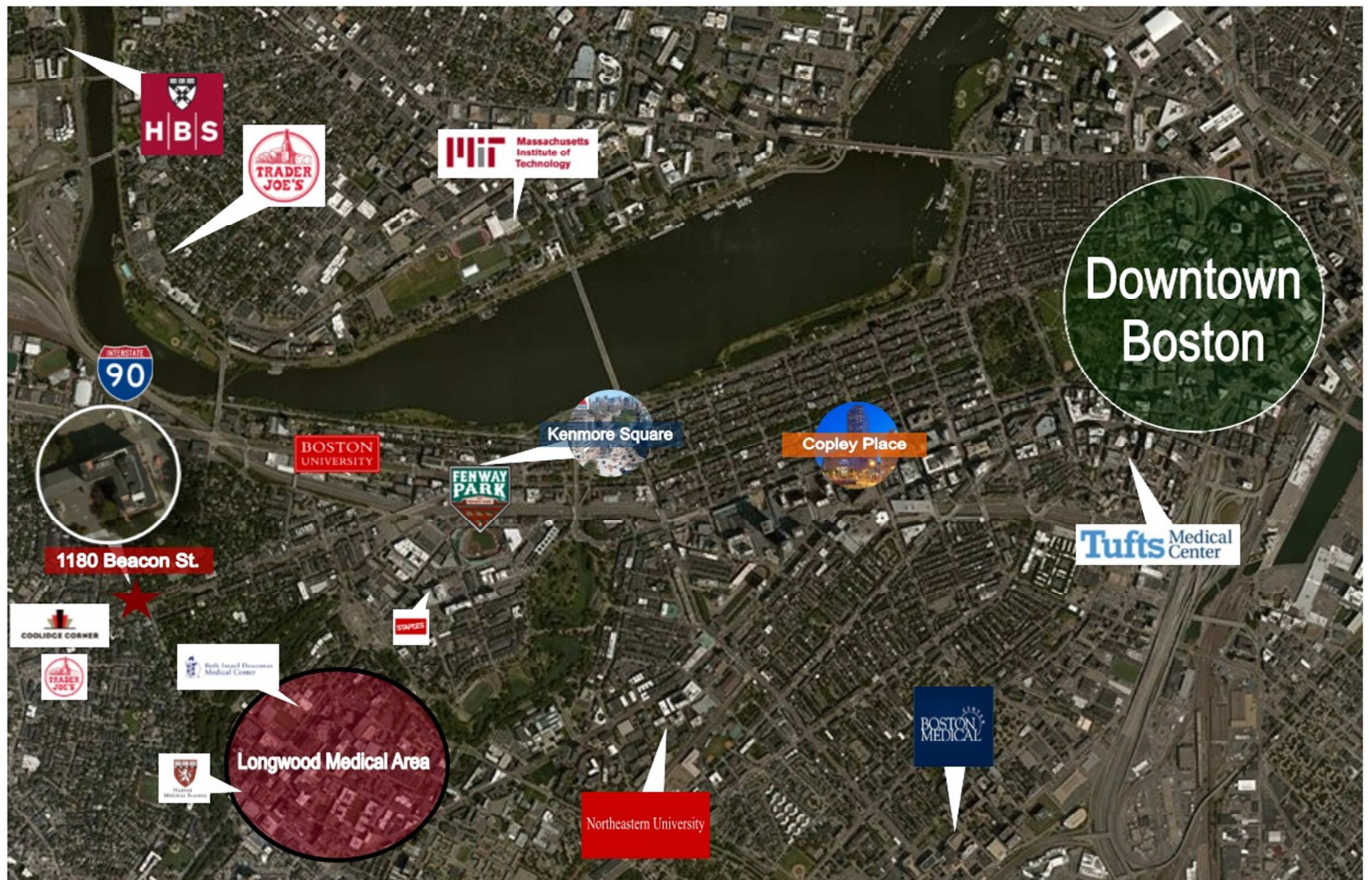 HBS
TRADER
JOE'S
MiT
Massachusetts
Institute of
Technology
Downtown
Boston
INTERSTATE
90
BOSTON
UNIVERSITY
Kenmore Square
FENWAY
PARK
Copley Place
1180 Beacon St.
Tufts Medical
Center
COOLIDGE CORNER
STAPLES
TRADER
JOE'S
Beth Israel Deaconess
Medical Center
Longwood Medical Area
BOSTON
MEDICAL
CENTER
Northeastern University